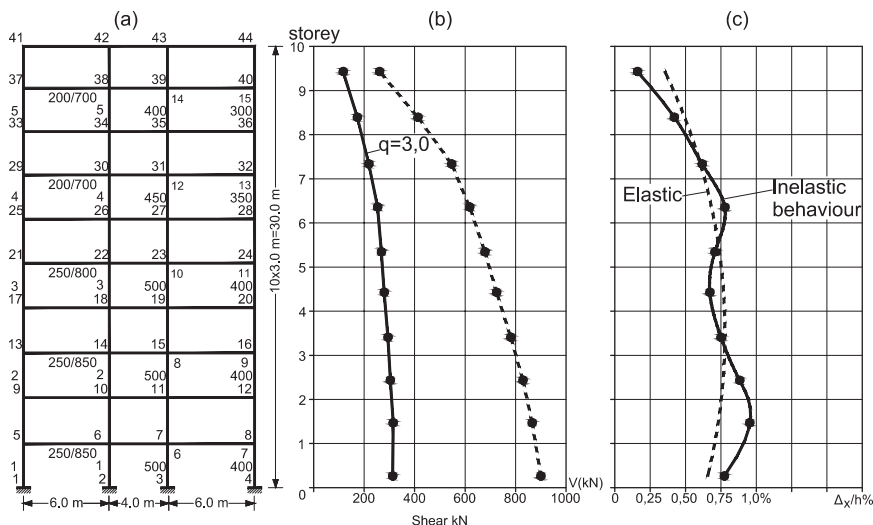 (a)
(b)
(c)
41 42 43 44
storey
10
9
8
7
6
5
4
3
2
1
0
37 38 39 40
200/700 14 15
5 5 400 300
33 34 35 36
29 30 31 32
200/700 12 13
4 4 450 350
25 26 27 28
21 22 23 24
250/800 10 11
3 3 500 400
17 18 19 20
13 14 15 16
250/850 8 9
2 2 500 400
9 10 11 12
5 6 7 8
250/850 6 7
1 1 500 400
1 2 3 4
6,0 m 4,0 m 6,0 m
10x3,0 m=30,0 m
q=3,0
200 400 600 800 1000
V(kN)
Shear kN
Elastic
Inelastic
behaviour
0 0,25 0,50 0,75 1,0%
Δx/h%